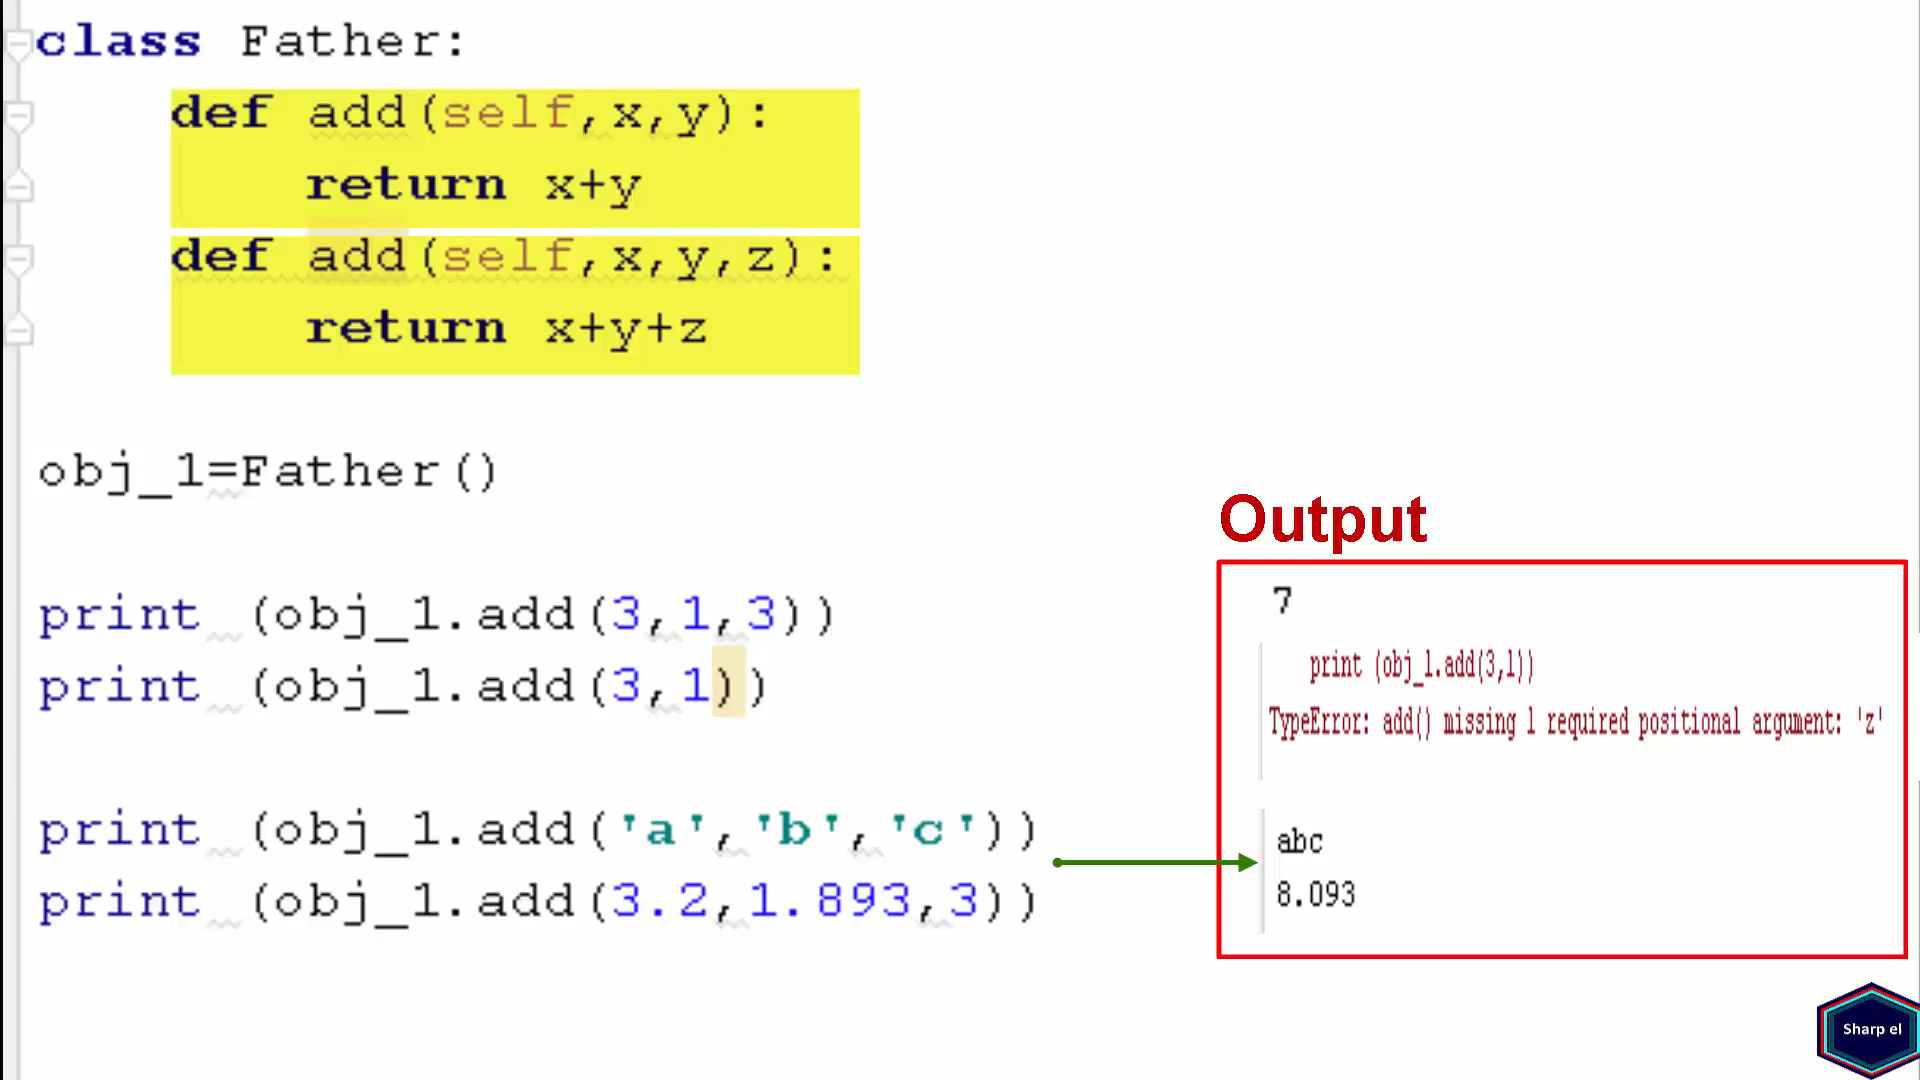 class Father:
def add(self,x,y):
return x+y
def add(self,x,y,z):
return x+y+z
obj_1=Father()
print (obj_1.add(3,1,3))
print (obj_1.add(3,1))
print (obj_1.add('a','b','c'))
print (obj_1.add(3.2,1.893,3))
Output
7
print (obj_1.add(3,1))
TypeError: add() missing 1 required positional argument: 'z'
abc
8.093
Sharp el